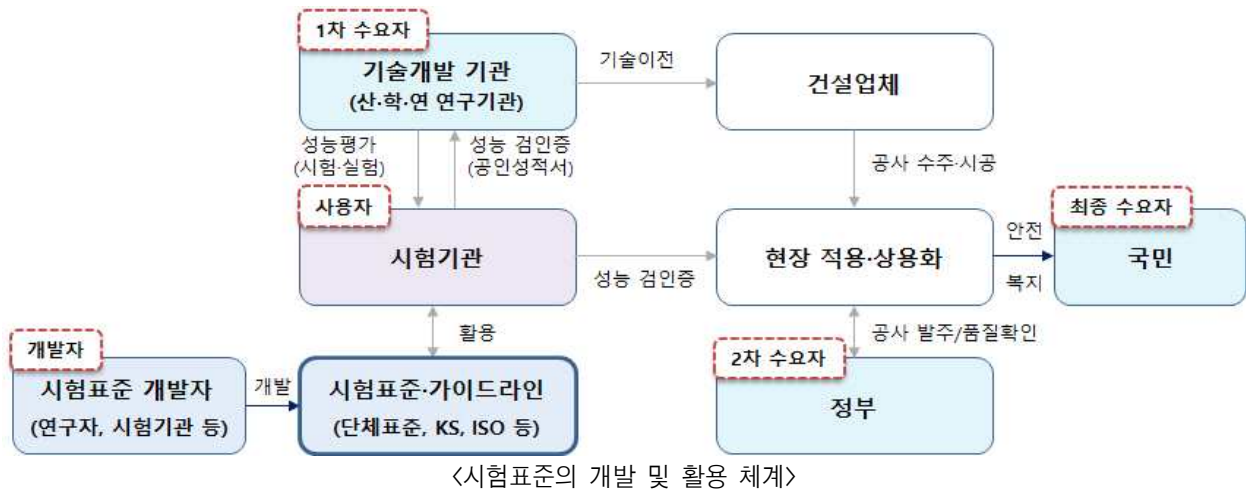 1차 수요자
기술개발 기관
(산·학·연 연구기관)
기술이전
건설업체
성능평가
(시험·실험)
성능 검인증
(공인성적서)
공사 수주·시공
사용자
시험기관
성능 검인증
현장 적용·상용화
안전
복지
최종 수요자
국민
활용
공사 발주/품질확인
개발자
시험표준 개발자
(연구자, 시험기관 등)
개발
시험표준·가이드라인
(단체표준, KS, ISO 등)
2차 수요자
정부
<시험표준의 개발 및 활용 체계>